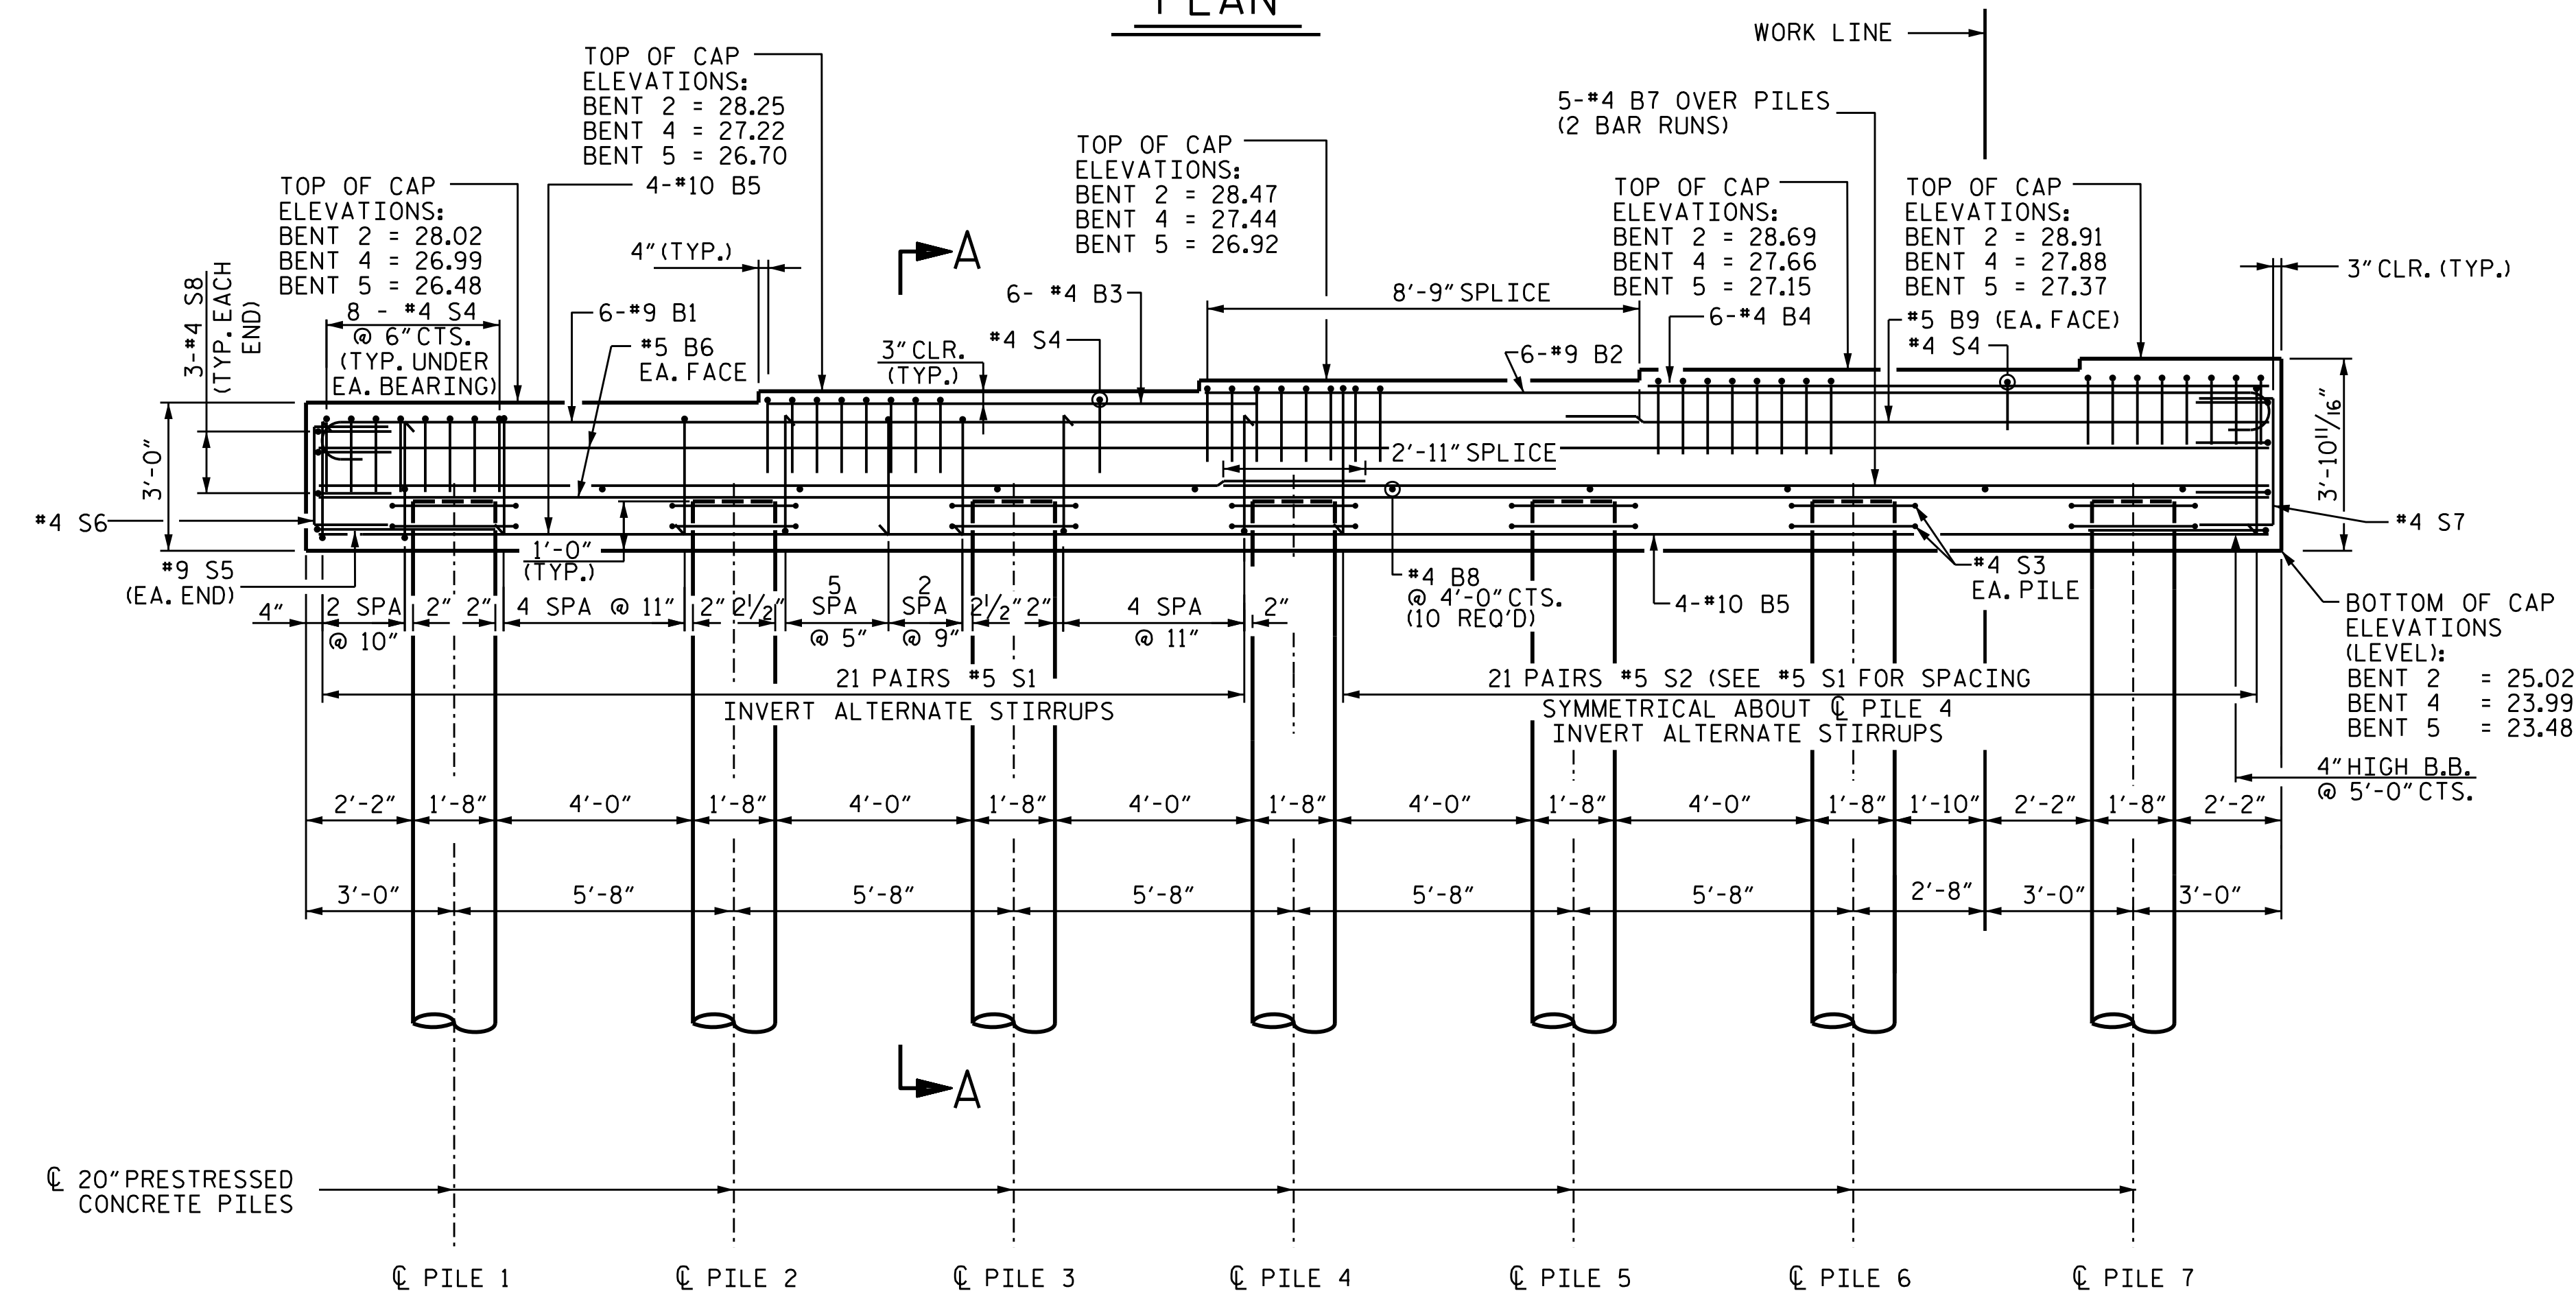 PLAN
WORK LINE
TOP OF CAP
ELEVATIONS:
BENT 2 = 28.25
BENT 4 = 27.22
BENT 5 = 26.70
4-#10 B5
5-#4 B7 OVER PILES
(2 BAR RUNS)
TOP OF CAP
ELEVATIONS:
BENT 2 = 28.47
BENT 4 = 27.44
BENT 5 = 26.92
TOP OF CAP
ELEVATIONS:
BENT 2 = 28.02
BENT 4 = 26.99
BENT 5 = 26.48
TOP OF CAP
ELEVATIONS:
BENT 2 = 28.69
BENT 4 = 27.66
BENT 5 = 27.15
TOP OF CAP
ELEVATIONS:
BENT 2 = 28.91
BENT 4 = 27.88
BENT 5 = 27.37
A
4" (TYP.)
3" CLR. (TYP.)
3-#4 S8
(TYP. EACH
END)
8 - #4 S4
@ 6" CTS.
(TYP. UNDER
EA. BEARING)
6-#9 B1
#5 B6
EA. FACE
3" CLR.
(TYP.)
6- #4 B3
#4 S4
8'-9" SPLICE
6-#9 B2
6-#4 B4
#5 B9 (EA. FACE)
#4 S4
3'-0"
2'-11" SPLICE
3'-10 11/16"
#4 S6
#4 S7
#9 S5
(EA. END)
1'-0"
(TYP.)
#4 B8
@ 4'-0" CTS.
(10 REQ'D)
4-#10 B5
#4 S3
EA. PILE
BOTTOM OF CAP
ELEVATIONS
(LEVEL):
BENT 2 = 25.02
BENT 4 = 23.99
BENT 5 = 23.48
4"
2 SPA
@ 10"
2"
2"
4 SPA @ 11"
2"
2 1/2"
5
SPA
@ 5"
2
SPA
@ 9"
2 1/2"
2"
4 SPA
@ 11"
2"
21 PAIRS #5 S1
INVERT ALTERNATE STIRRUPS
21 PAIRS #5 S2 (SEE #5 S1 FOR SPACING
SYMMETRICAL ABOUT ℄ PILE 4
INVERT ALTERNATE STIRRUPS
4" HIGH B.B.
@ 5'-0" CTS.
2'-2" 1'-8" 4'-0" 1'-8" 4'-0" 1'-8" 4'-0" 1'-8" 4'-0" 1'-8" 4'-0" 1'-8" 1'-10" 2'-2" 1'-8" 2'-2"
3'-0" 5'-8" 5'-8" 5'-8" 5'-8" 5'-8" 2'-8" 3'-0" 3'-0"
A
℄ 20" PRESTRESSED
CONCRETE PILES
℄ PILE 1
℄ PILE 2
℄ PILE 3
℄ PILE 4
℄ PILE 5
℄ PILE 6
℄ PILE 7